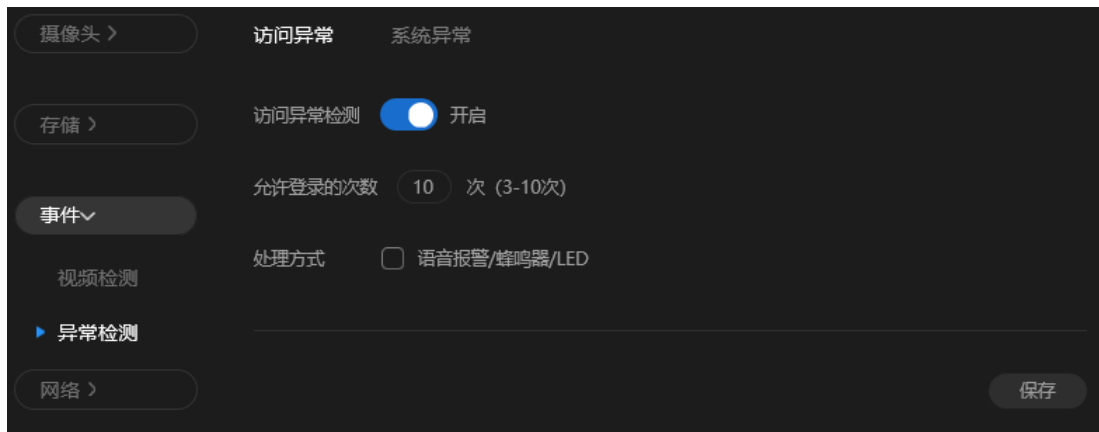 摄像头
存储
事件
视频检测
异常检测
网络
访问异常 系统异常
访问异常检测 开启
允许登录的次数 10 次 (3-10次)
处理方式 语音报警/蜂鸣器/LED
保存